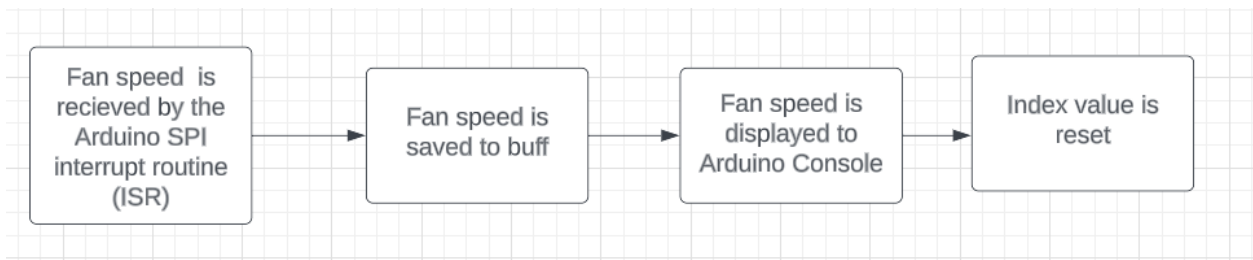 Fan speed  is
recieved by the
Arduino SPI
interrupt routine
(ISR)
Fan speed is
saved to buff
Fan speed is
displayed to
Arduino Console
Index value is
reset